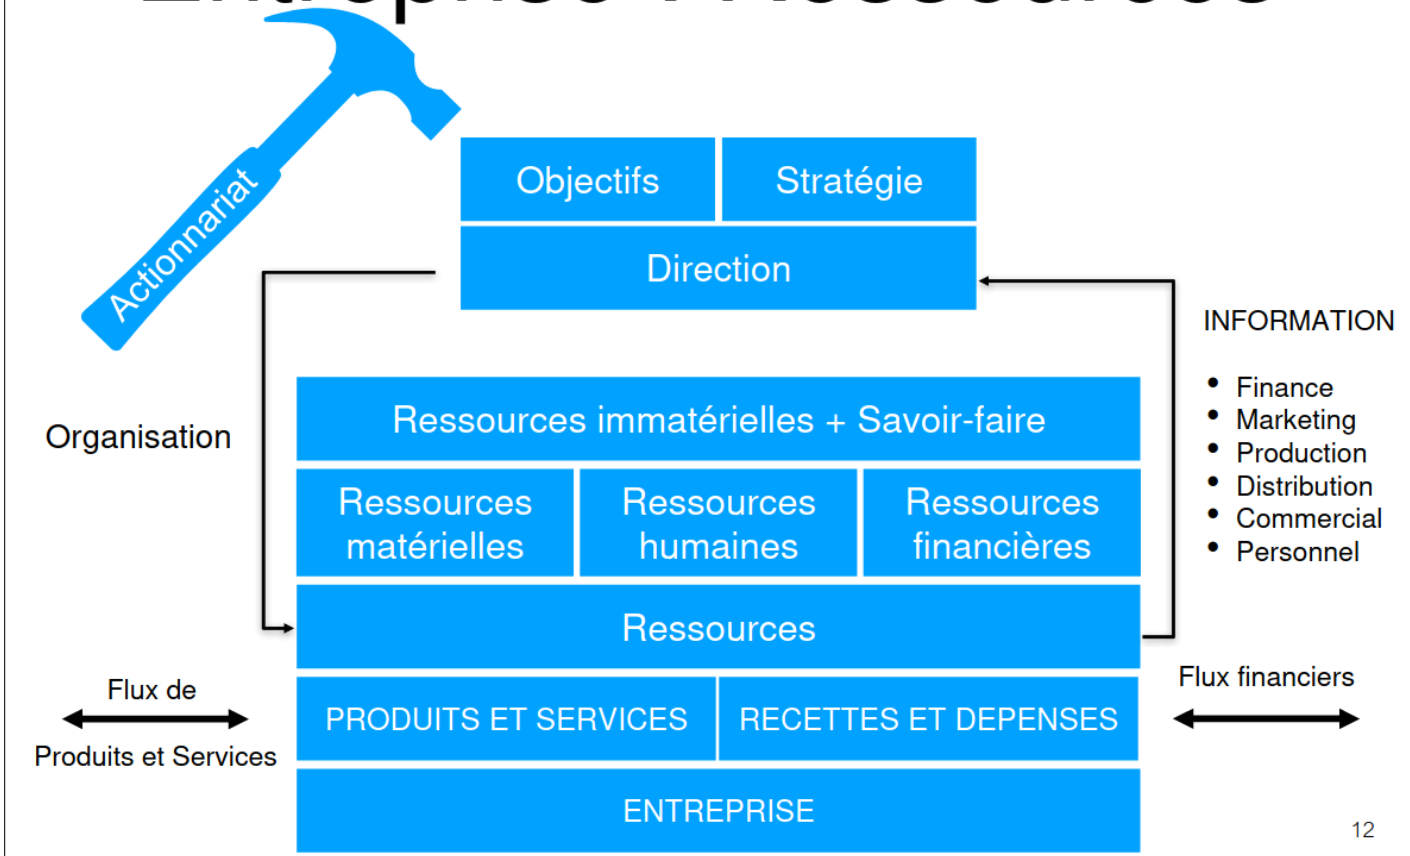 Entreprise : Ressources
Actionnariat
Objectifs
Stratégie
Direction
INFORMATION
• Finance
• Marketing
• Production
• Distribution
• Commercial
• Personnel
Organisation
Ressources immatérielles + Savoir-faire
Ressources
matérielles
Ressources
humaines
Ressources
financières
Ressources
Flux de
Produits et Services
PRODUITS ET SERVICES
RECETTES ET DEPENSES
Flux financiers
ENTREPRISE
12